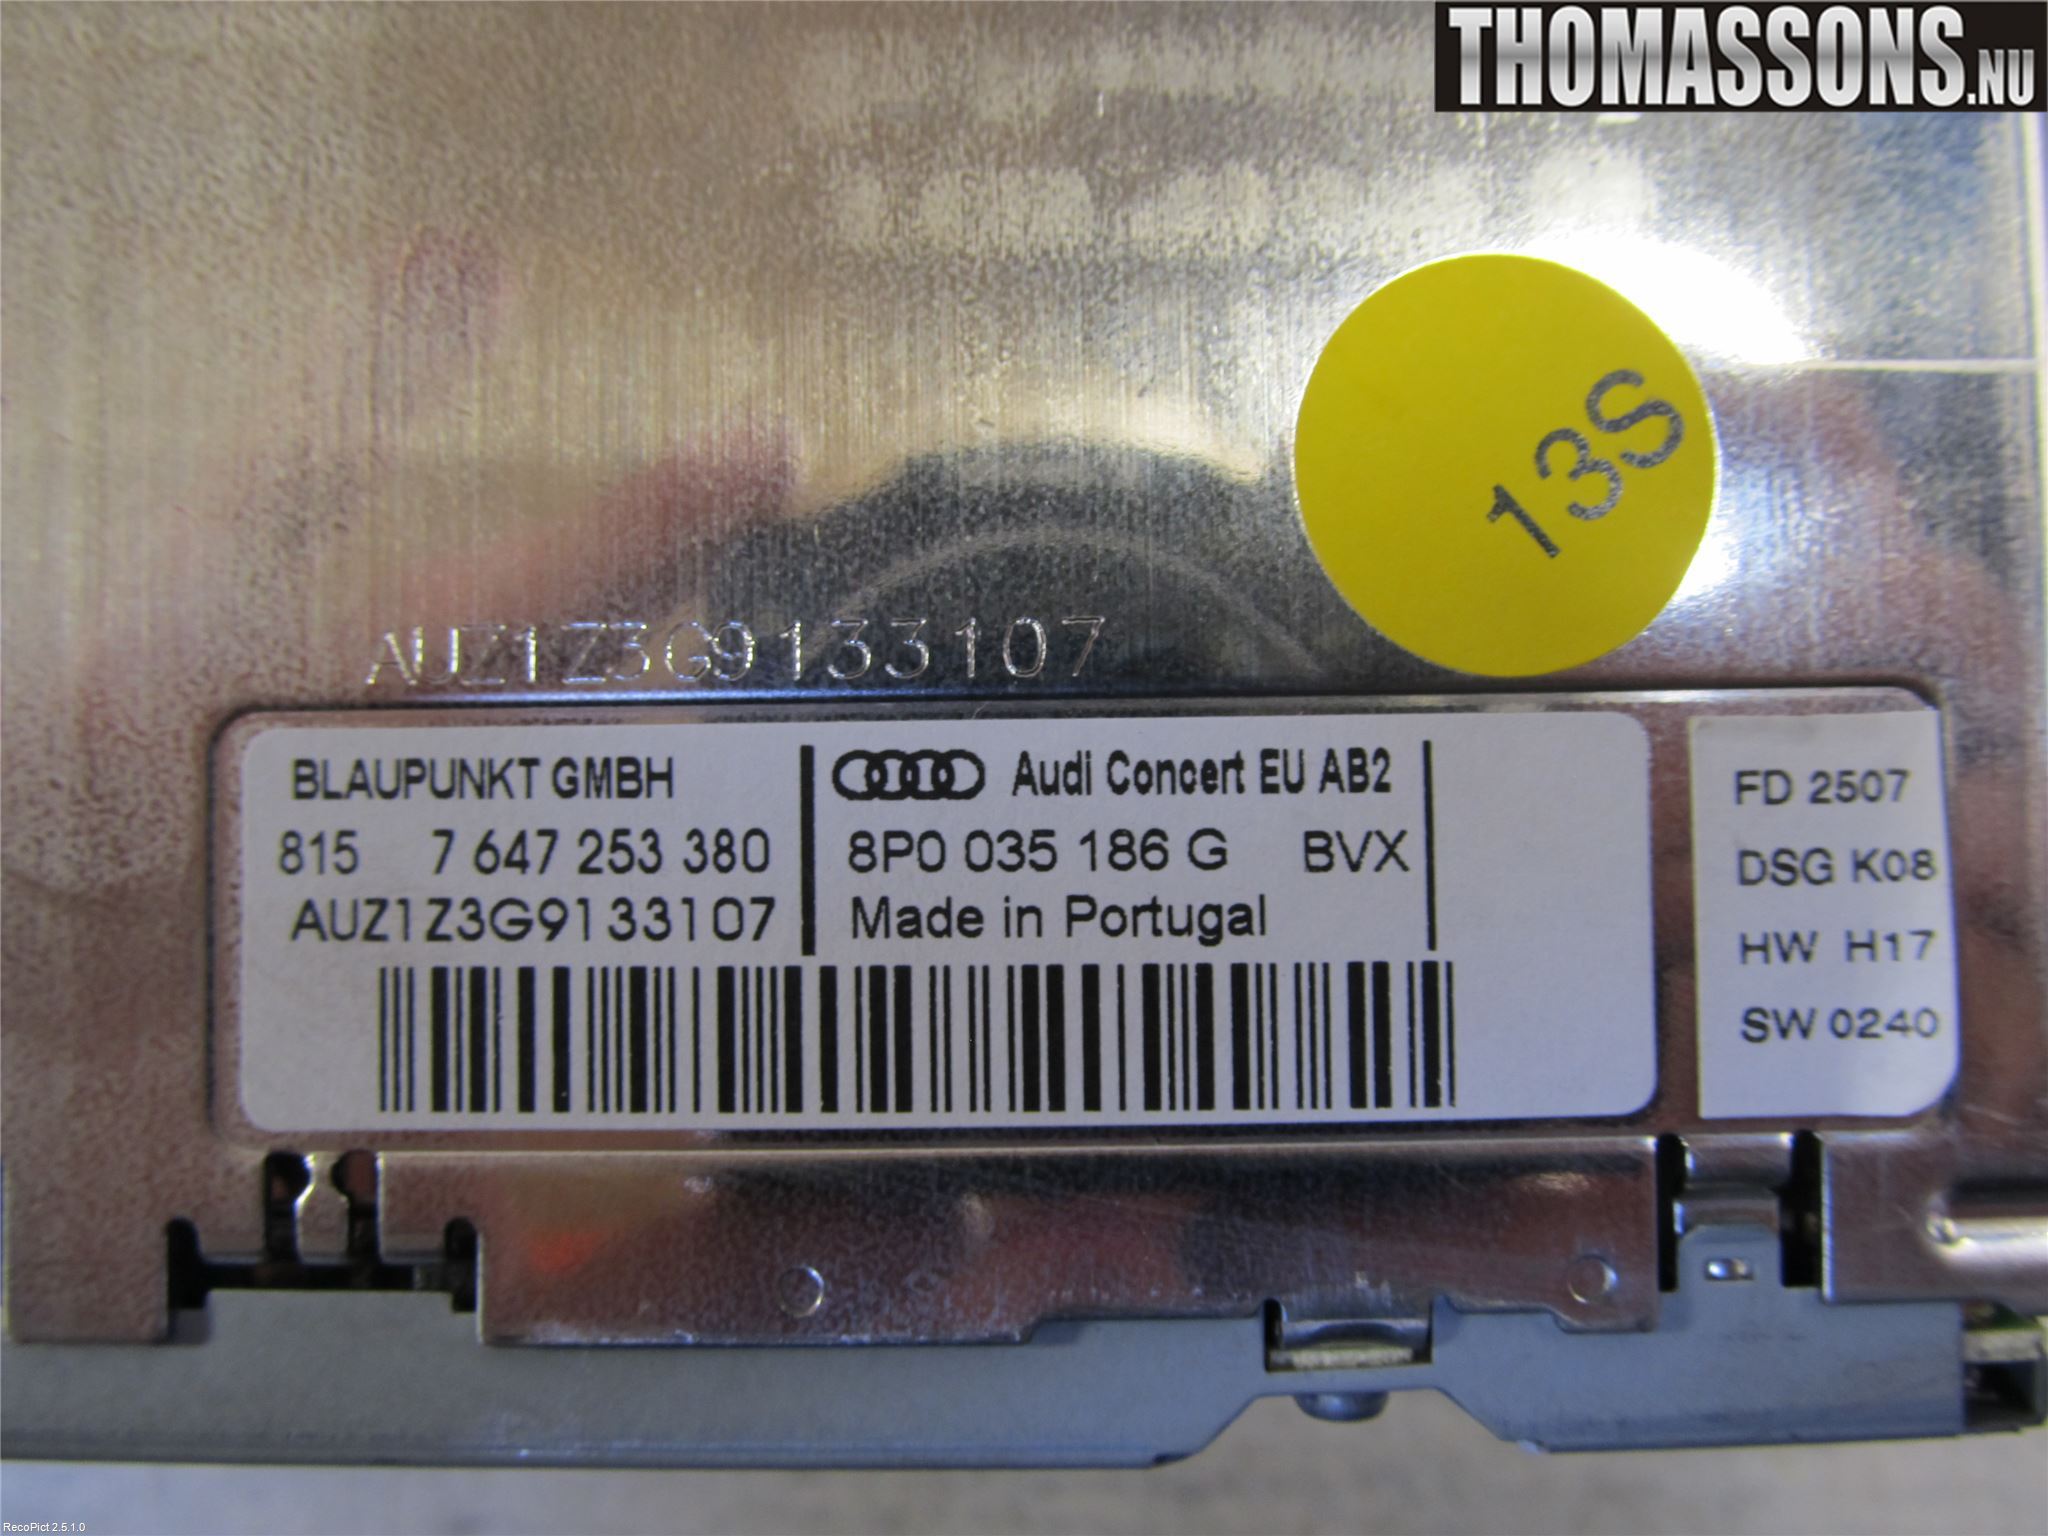 THOMASSONS.NU
13S
AUZ1Z3G9133107
BLAUPUNKT GMBH
815 7 647 253 380
AUZ1Z3G9133107
Audi Concert EU AB2
8P0 035 186 G BVX
Made in Portugal
FD 2507
DSG K08
HW H17
SW 0240
RecoPict 2.5.1.0